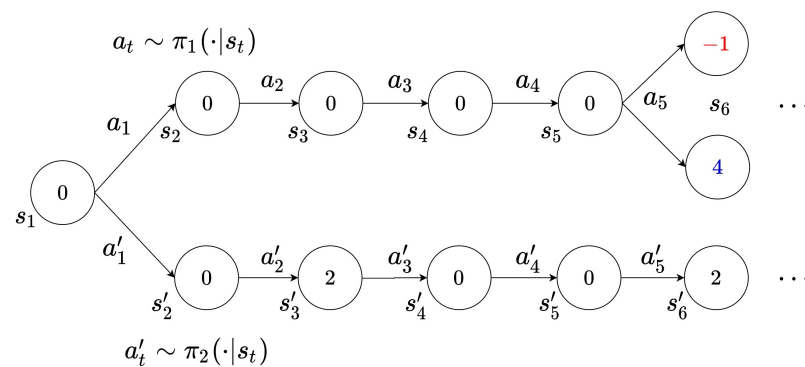 a_t ∼ π_1(·|s_t)
−1
a_1 a_2 a_3 a_4 a_5
0 0 0 0
s_2 s_3 s_4 s_5 s_6 ···
4
0
s_1
a′_1 a′_2 a′_3 a′_4 a′_5
0 2 0 0 2 ···
s′_2 s′_3 s′_4 s′_5 s′_6
a′_t ∼ π_2(·|s_t)